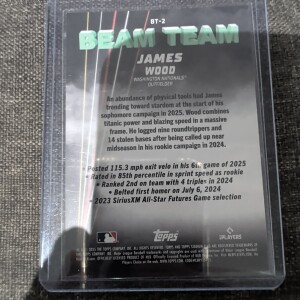 BT-2
BEAM TEAM
JAMES
WOOD
WASHINGTON NATIONALS®
OUTFIELDER
An abundance of physical tools had James
trending toward stardom at the start of his
sophomore campaign in 2025. Wood combines
titanic power and blazing speed in a massive
frame. He logged nine roundtrippers and
14 stolen bases after being called up near
midseason in his rookie campaign in 2024.
• Posted 115.3 mph exit velo in his 6th game of 2025
• Rated in 85th percentile in sprint speed as rookie
• Ranked 2nd on team with 4 triples in 2024
• Belted first homer on July 6, 2024
• 2023 SiriusXM All-Star Futures Game selection
topps
PLAYERS